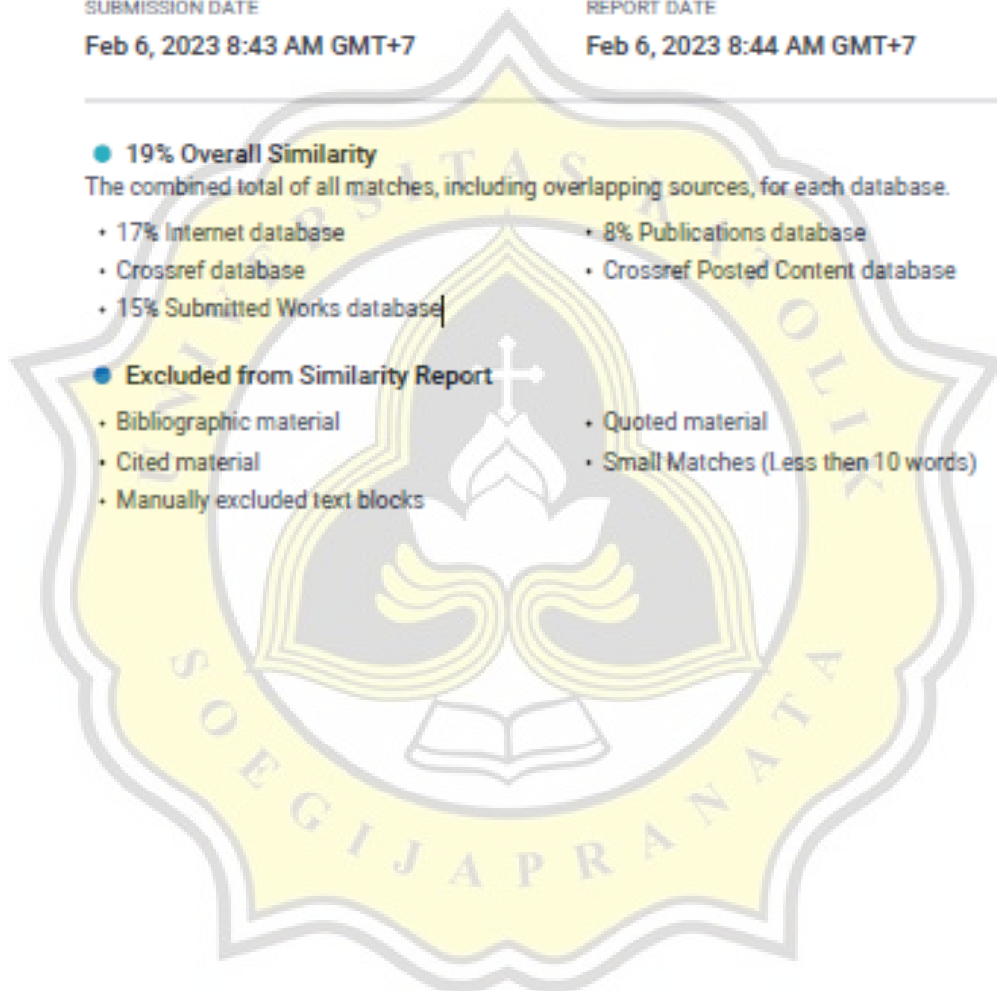 SUBMISSION DATE
REPORT DATE
Feb 6, 2023 8:43 AM GMT+7
Feb 6, 2023 8:44 AM GMT+7
19% Overall Similarity
The combined total of all matches, including overlapping sources, for each database.
• 17% Internet database
• 8% Publications database
• Crossref database
• Crossref Posted Content database
• 15% Submitted Works database
Excluded from Similarity Report
• Bibliographic material
• Quoted material
• Cited material
• Small Matches (Less then 10 words)
• Manually excluded text blocks
UNIVERSITAS KATOLIK
SOEGIJAPRANATA